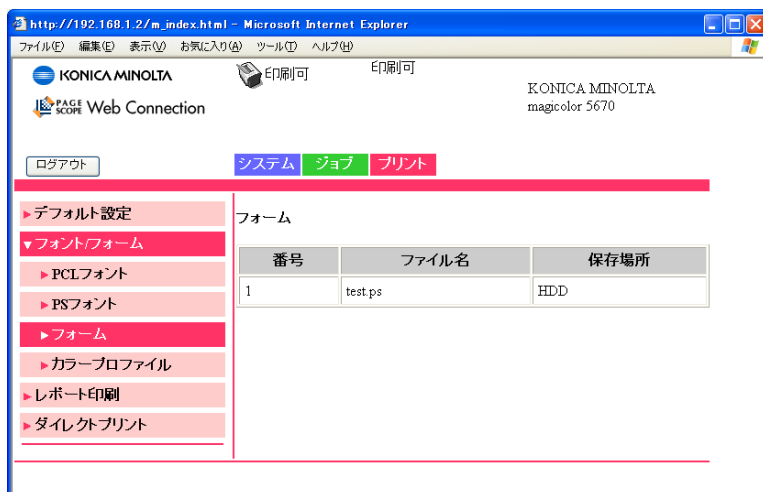 http://192.168.1.2/m_index.html - Microsoft Internet Explorer
ファイル(F) 編集(E) 表示(V) お気に入り(A) ツール(T) ヘルプ(H)
KONICA MINOLTA
印刷可
印刷可
KONICA MINOLTA
magicolor 5670
PAGE SCOPE Web Connection
ログアウト
システム ジョブ プリント
デフォルト設定
フォント/フォーム
PCLフォント
PSフォント
フォーム
カラープロファイル
レポート印刷
ダイレクトプリント
フォーム
番号 ファイル名 保存場所
1 test.ps HDD